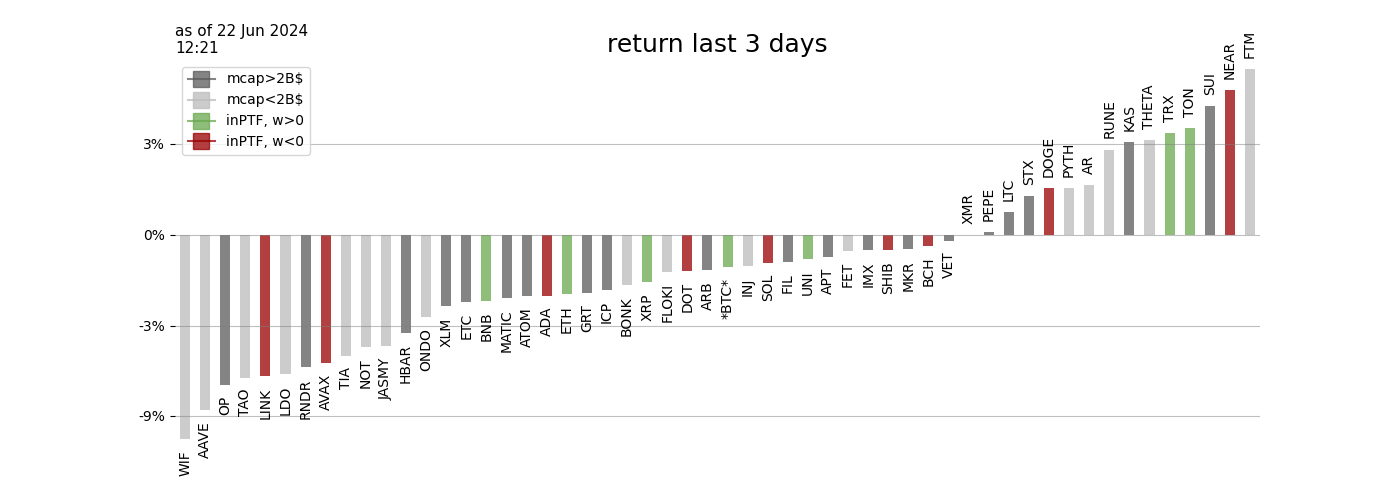 as of 22 Jun 2024
12:21
return last 3 days
mcap>2B$
mcap<2B$
inPTF, w>0
inPTF, w<0
3%
0%
-3%
-9%
WIF
AAVE
OP
TAO
LINK
LDO
RNDR
AVAX
TIA
NOT
JASMY
HBAR
ONDO
XLM
ETC
BNB
MATIC
ATOM
ADA
ETH
GRT
ICP
BONK
XRP
FLOKI
DOT
ARB
*BTC*
INJ
SOL
FIL
UNI
APT
FET
IMX
SHIB
MKR
BCH
VET
XMR
PEPE
LTC
STX
DOGE
PYTH
AR
RUNE
KAS
THETA
TRX
TON
SUI
NEAR
FTM